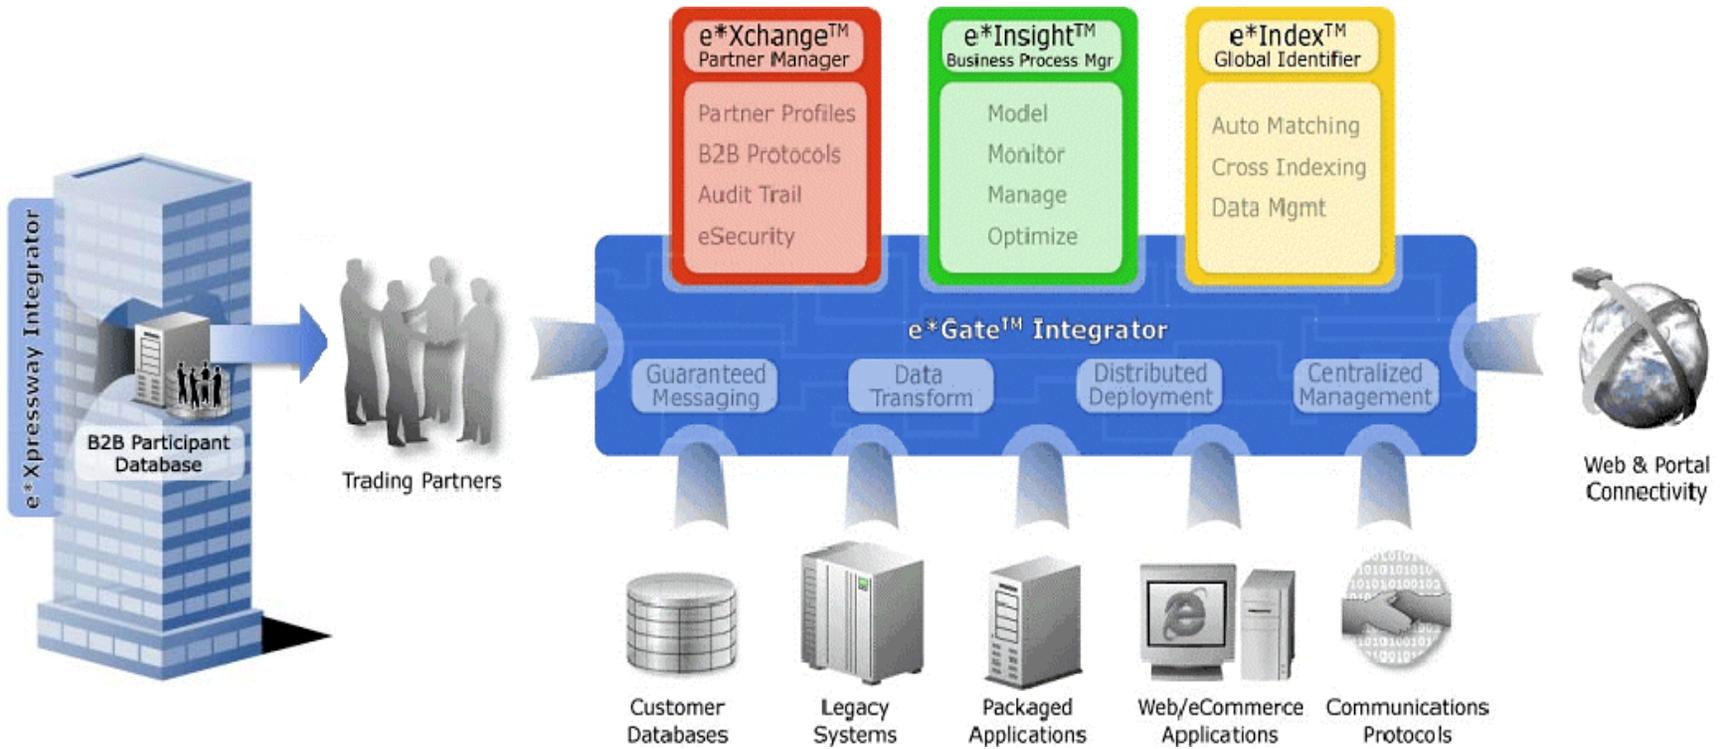 e*Xchange™
Partner Manager
Partner Profiles
B2B Protocols
Audit Trail
eSecurity
e*Insight™
Business Process Mgr
Model
Monitor
Manage
Optimize
e*Index™
Global Identifier
Auto Matching
Cross Indexing
Data Mgmt
e*Xpressway Integrator
B2B Participant
Database
Trading Partners
e*Gate™ Integrator
Guaranteed
Messaging
Data
Transform
Distributed
Deployment
Centralized
Management
Web & Portal
Connectivity
Customer
Databases
Legacy
Systems
Packaged
Applications
Web/eCommerce
Applications
Communications
Protocols